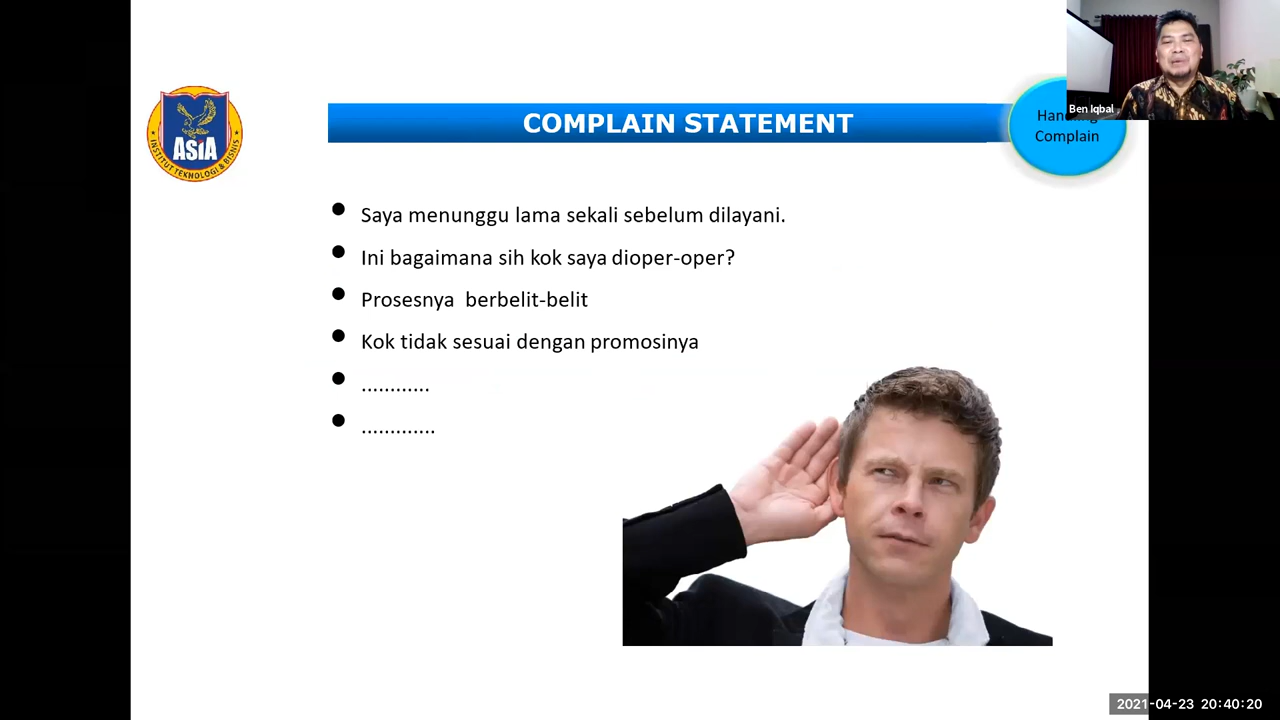 COMPLAIN STATEMENT
Ben Iqbal
Complain
ASIA
INSTITUT TEKNOLOGI & BISNIS
Saya menunggu lama sekali sebelum dilayani.
Ini bagaimana sih kok saya dioper-oper?
Prosesnya berbelit-belit
Kok tidak sesuai dengan promosinya
............
.............
2021-04-23 20:40:20